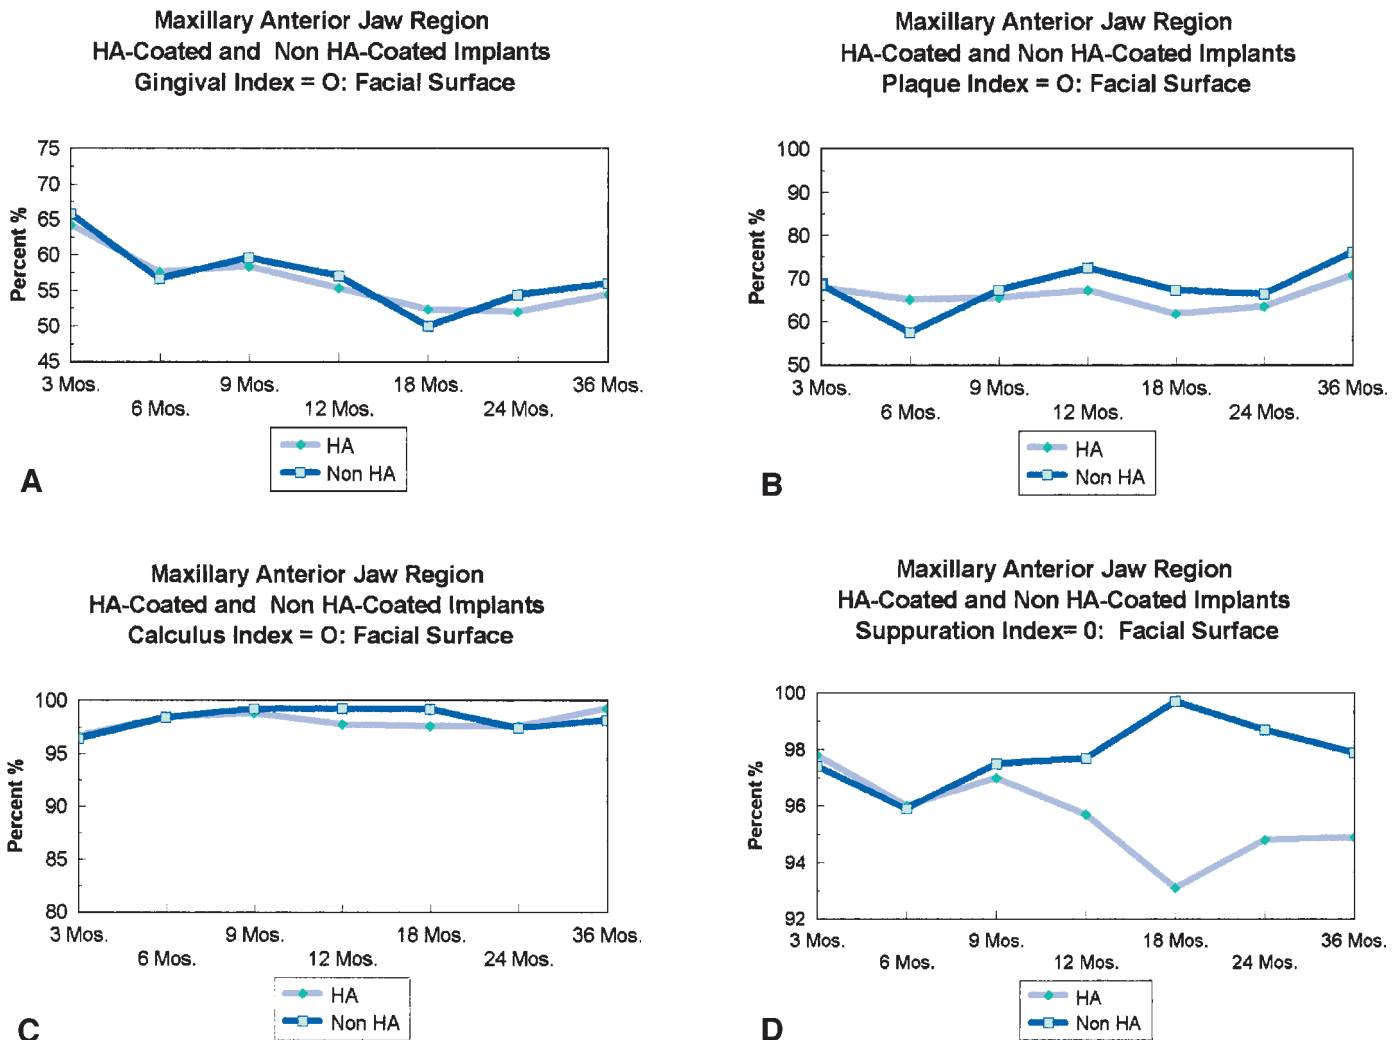 Maxillary Anterior Jaw Region
HA-Coated and Non HA-Coated Implants
Gingival Index = O: Facial Surface
Percent %
75
70
65
60
55
50
45
3 Mos.
6 Mos.
9 Mos.
12 Mos.
18 Mos.
24 Mos.
36 Mos.
HA
Non HA
A
Maxillary Anterior Jaw Region
HA-Coated and Non HA-Coated Implants
Plaque Index = O: Facial Surface
Percent %
100
90
80
70
60
50
3 Mos.
6 Mos.
9 Mos.
12 Mos.
18 Mos.
24 Mos.
36 Mos.
HA
Non HA
B
Maxillary Anterior Jaw Region
HA-Coated and Non HA-Coated Implants
Calculus Index = O: Facial Surface
Percent %
100
95
90
85
80
3 Mos.
6 Mos.
9 Mos.
12 Mos.
18 Mos.
24 Mos.
36 Mos.
HA
Non HA
C
Maxillary Anterior Jaw Region
HA-Coated and Non HA-Coated Implants
Suppuration Index= 0: Facial Surface
Percent %
100
98
96
94
92
3 Mos.
6 Mos.
9 Mos.
12 Mos.
18 Mos.
24 Mos.
36 Mos.
HA
Non HA
D